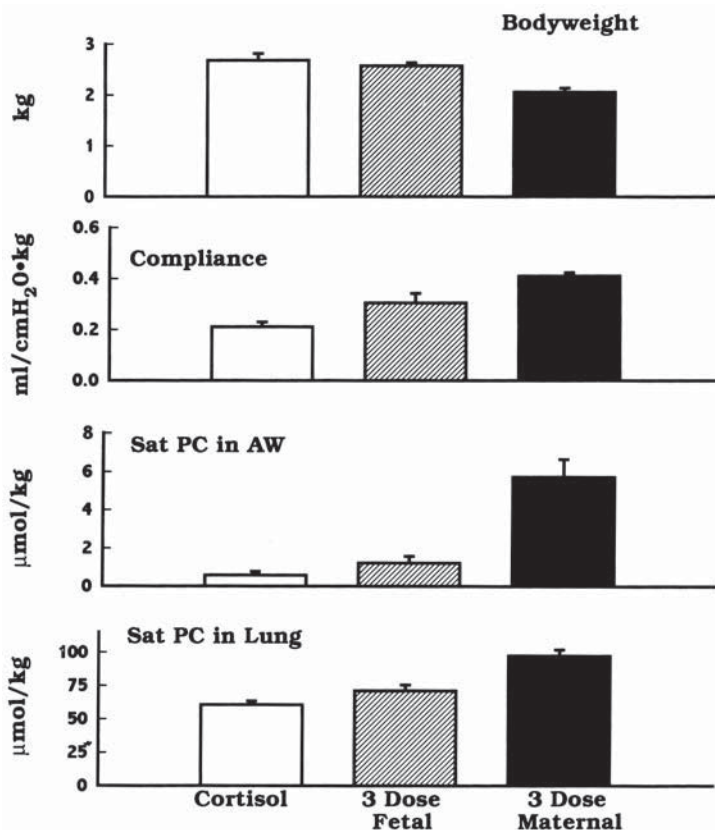 Bodyweight
3
2
1
0
kg
0.6
0.4
0.2
0.0
ml/cmH₂0•kg
Compliance
8
6
4
2
0
µmol/kg
Sat PC in AW
100
75
50
25
0
µmol/kg
Sat PC in Lung
Cortisol
3 Dose
Fetal
3 Dose
Maternal